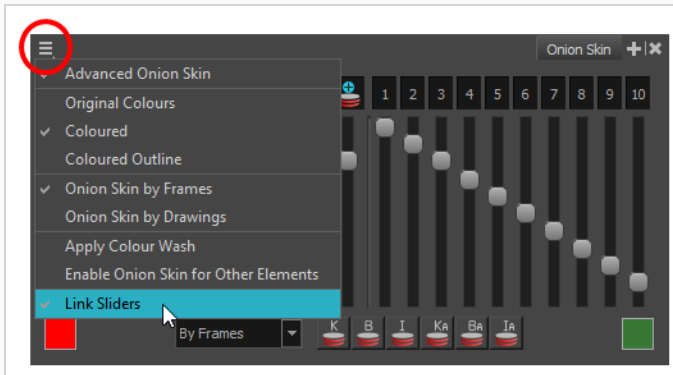 Onion Skin
Advanced Onion Skin
1 2 3 4 5 6 7 8 9 10
Original Colours
Coloured
Coloured Outline
Onion Skin by Frames
Onion Skin by Drawings
Apply Colour Wash
Enable Onion Skin for Other Elements
Link Sliders
By Frames
K B I KA BA IA